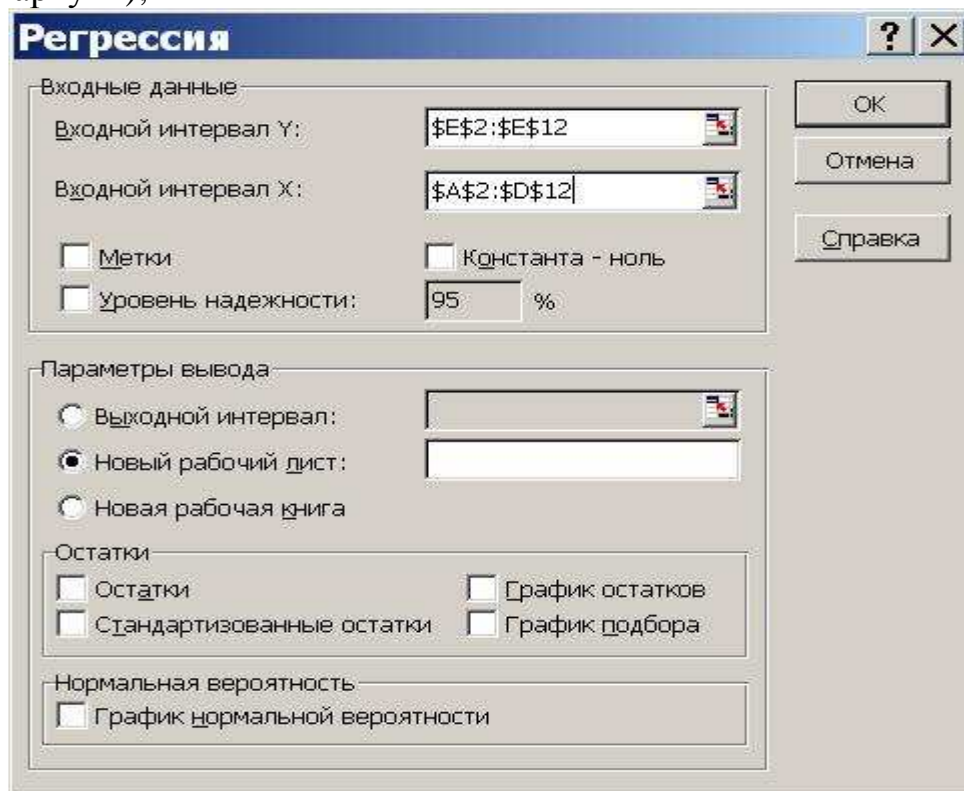 Регрессия
Входные данные
Входной интервал Y: $E$2:$E$12
Входной интервал X: $A$2:$D$12
Метки Константа - ноль
Уровень надежности: 95 %
OK
Отмена
Справка
Параметры вывода
Выходной интервал:
Новый рабочий лист:
Новая рабочая книга
Остатки
Остатки График остатков
Стандартизованные остатки График подбора
Нормальная вероятность
График нормальной вероятности